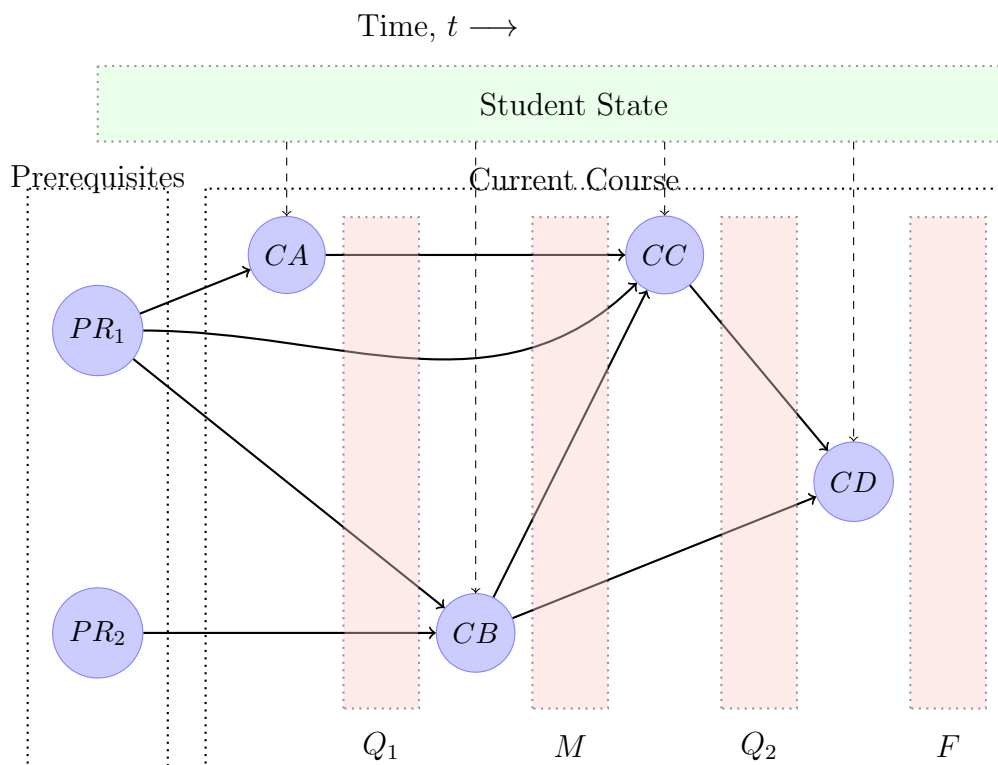 Time, t ⟶
Student State
Prerequisites
Current Course
CA
CC
PR₁
CD
PR₂
CB
Q₁
M
Q₂
F